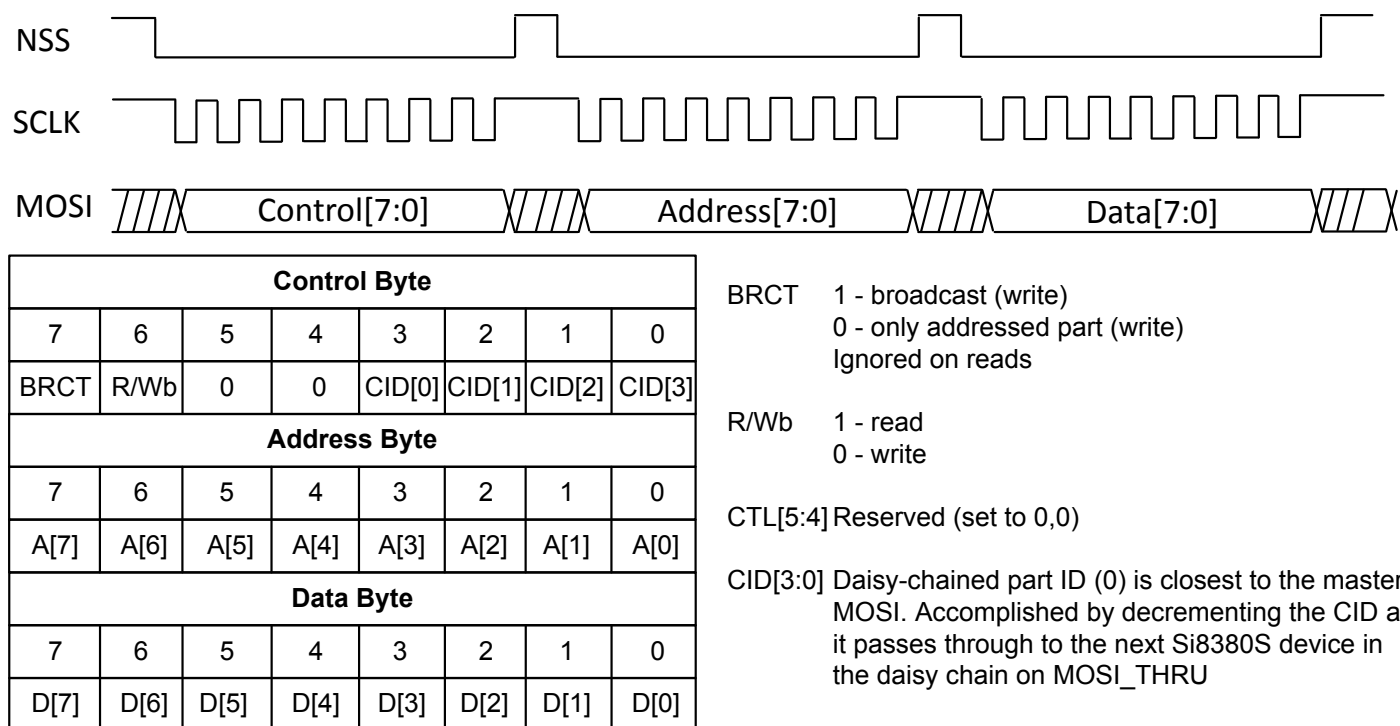 NSS
SCLK
MOSI Control[7:0] Address[7:0] Data[7:0]
Control Byte
7 6 5 4 3 2 1 0
BRCT R/Wb 0 0 CID[0] CID[1] CID[2] CID[3]
Address Byte
7 6 5 4 3 2 1 0
A[7] A[6] A[5] A[4] A[3] A[2] A[1] A[0]
Data Byte
7 6 5 4 3 2 1 0
D[7] D[6] D[5] D[4] D[3] D[2] D[1] D[0]
BRCT 1 - broadcast (write)
0 - only addressed part (write)
Ignored on reads
R/Wb 1 - read
0 - write
CTL[5:4] Reserved (set to 0,0)
CID[3:0] Daisy-chained part ID (0) is closest to the master
MOSI. Accomplished by decrementing the CID a
it passes through to the next Si8380S device in
the daisy chain on MOSI_THRU